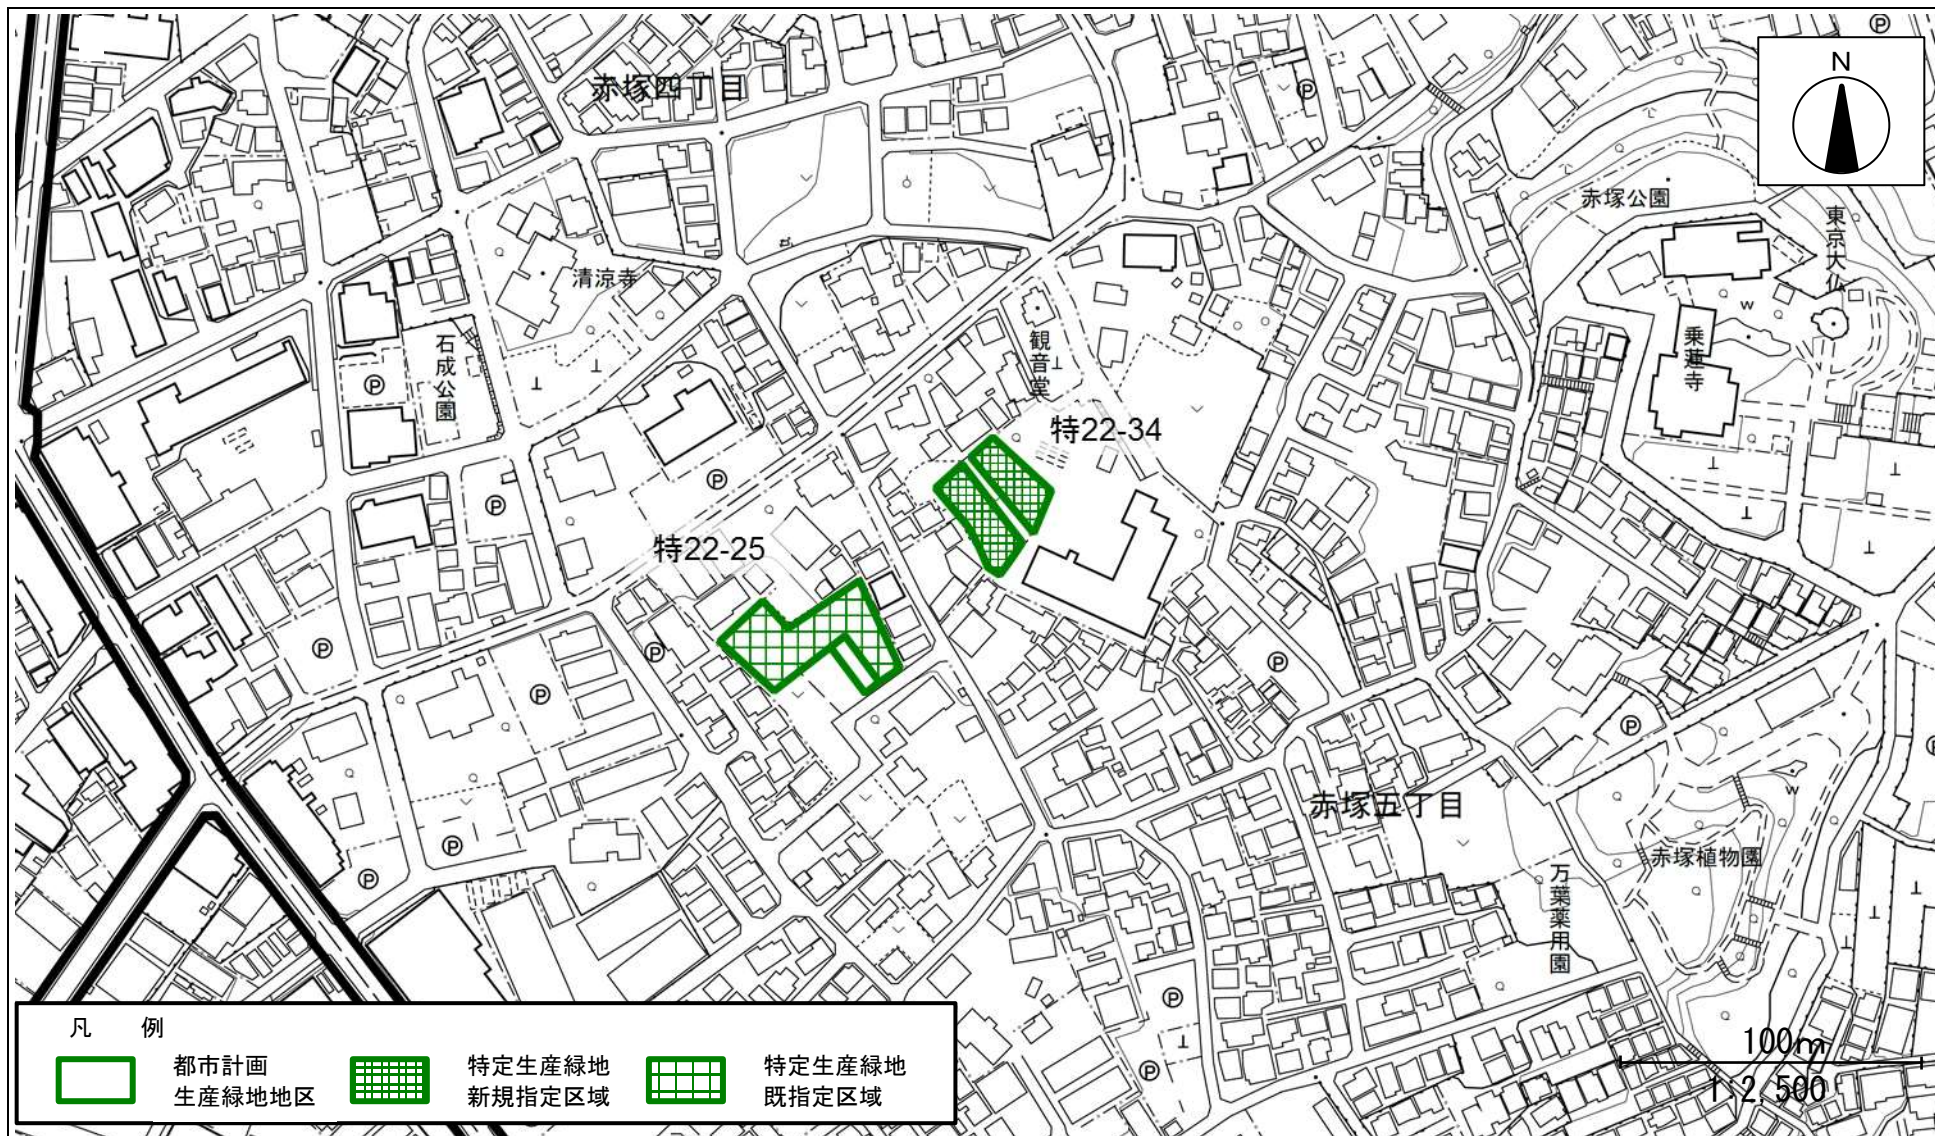 N
赤塚四丁目
赤塚公園
東京大仏
清涼寺
観音堂
石成公園
乗蓮寺
特22-34
特22-25
赤塚五丁目
赤塚植物園
万葉薬用園
100m
1:2,500
凡　例
都市計画
生産緑地地区
特定生産緑地
新規指定区域
特定生産緑地
既指定区域
Ⓟ
Ⓟ
Ⓟ
Ⓟ
Ⓟ
Ⓟ
Ⓟ
Ⓟ
Ⓟ
Ⓟ
Ⓟ
Ⓟ
Ⓟ
Ⓟ